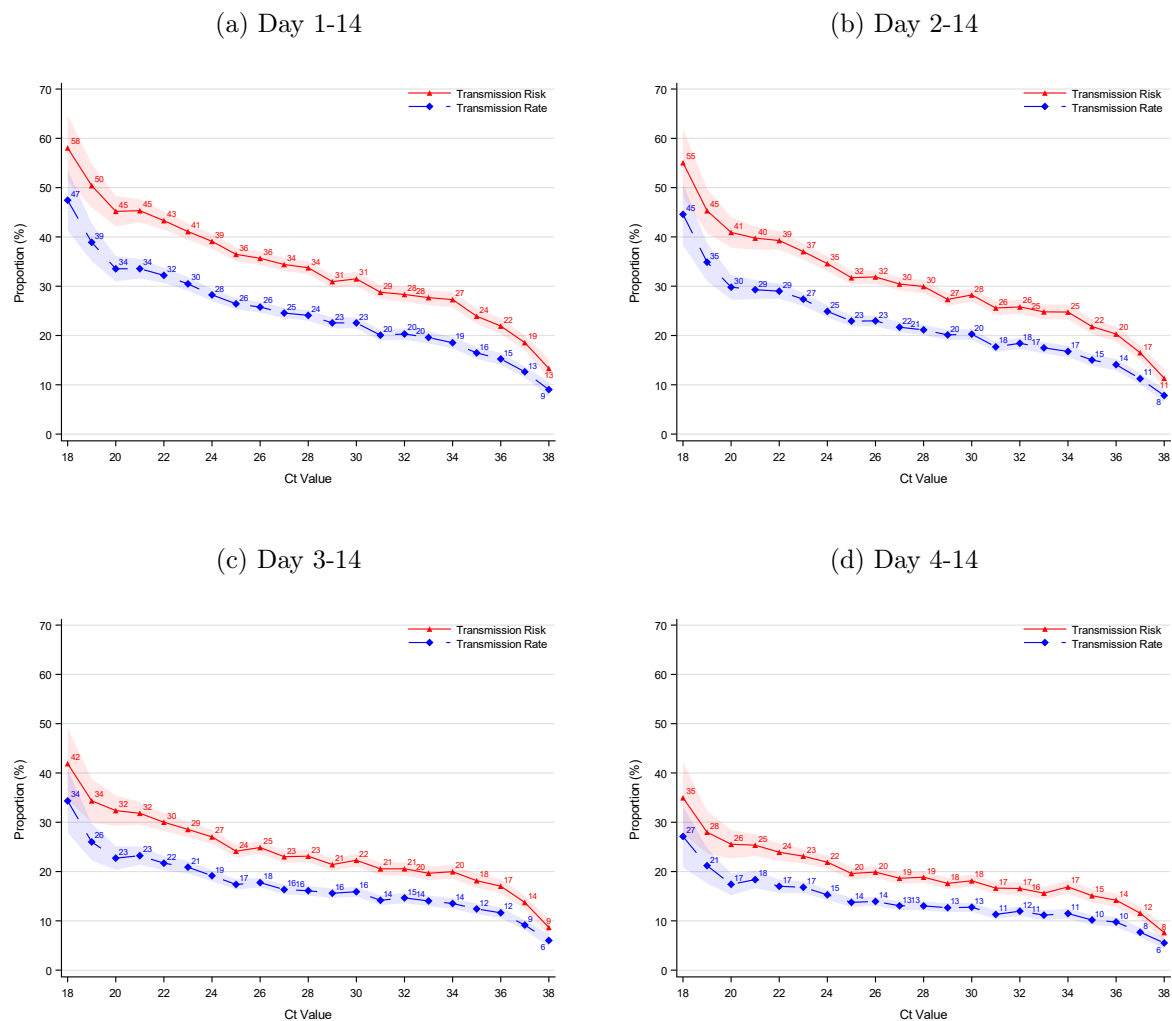 (a) Day 1-14
Transmission Risk
Transmission Rate
Proportion (%)
70
60
50
40
30
20
10
0
58 50 45 45 43 41 39 36 36 34 34 31 31 29 28 28 27 24 22 19 13
47 39 34 34 32 30 28 26 26 25 24 23 23 20 20 20 19 16 15 13 9
18 20 22 24 26 28 30 32 34 36 38
Ct Value
(b) Day 2-14
Transmission Risk
Transmission Rate
Proportion (%)
70
60
50
40
30
20
10
0
55 45 41 40 39 37 35 32 32 30 30 27 28 26 26 25 25 22 20 17 11
45 35 30 29 29 27 25 23 23 22 21 20 20 18 18 17 17 15 14 11 8
18 20 22 24 26 28 30 32 34 36 38
Ct Value
(c) Day 3-14
Transmission Risk
Transmission Rate
Proportion (%)
70
60
50
40
30
20
10
0
42 34 32 32 30 29 27 24 25 23 23 21 22 21 21 20 20 18 17 14 9
34 26 23 23 22 21 19 17 18 16 16 16 16 14 15 14 14 12 12 9 6
18 20 22 24 26 28 30 32 34 36 38
Ct Value
(d) Day 4-14
Transmission Risk
Transmission Rate
Proportion (%)
70
60
50
40
30
20
10
0
35 28 26 25 24 23 22 20 20 19 19 18 18 17 17 16 17 15 14 12 8
27 21 17 18 17 17 15 14 14 13 13 13 13 11 12 11 11 10 10 8 6
18 20 22 24 26 28 30 32 34 36 38
Ct Value